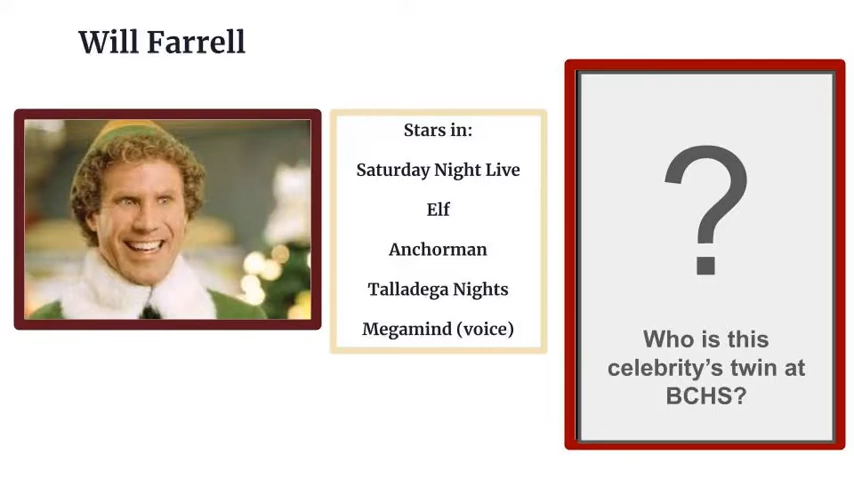 Will Farrell
Stars in:
Saturday Night Live
Elf
Anchorman
Talladega Nights
Megamind (voice)
?
Who is this
celebrity's twin at
BCHS?